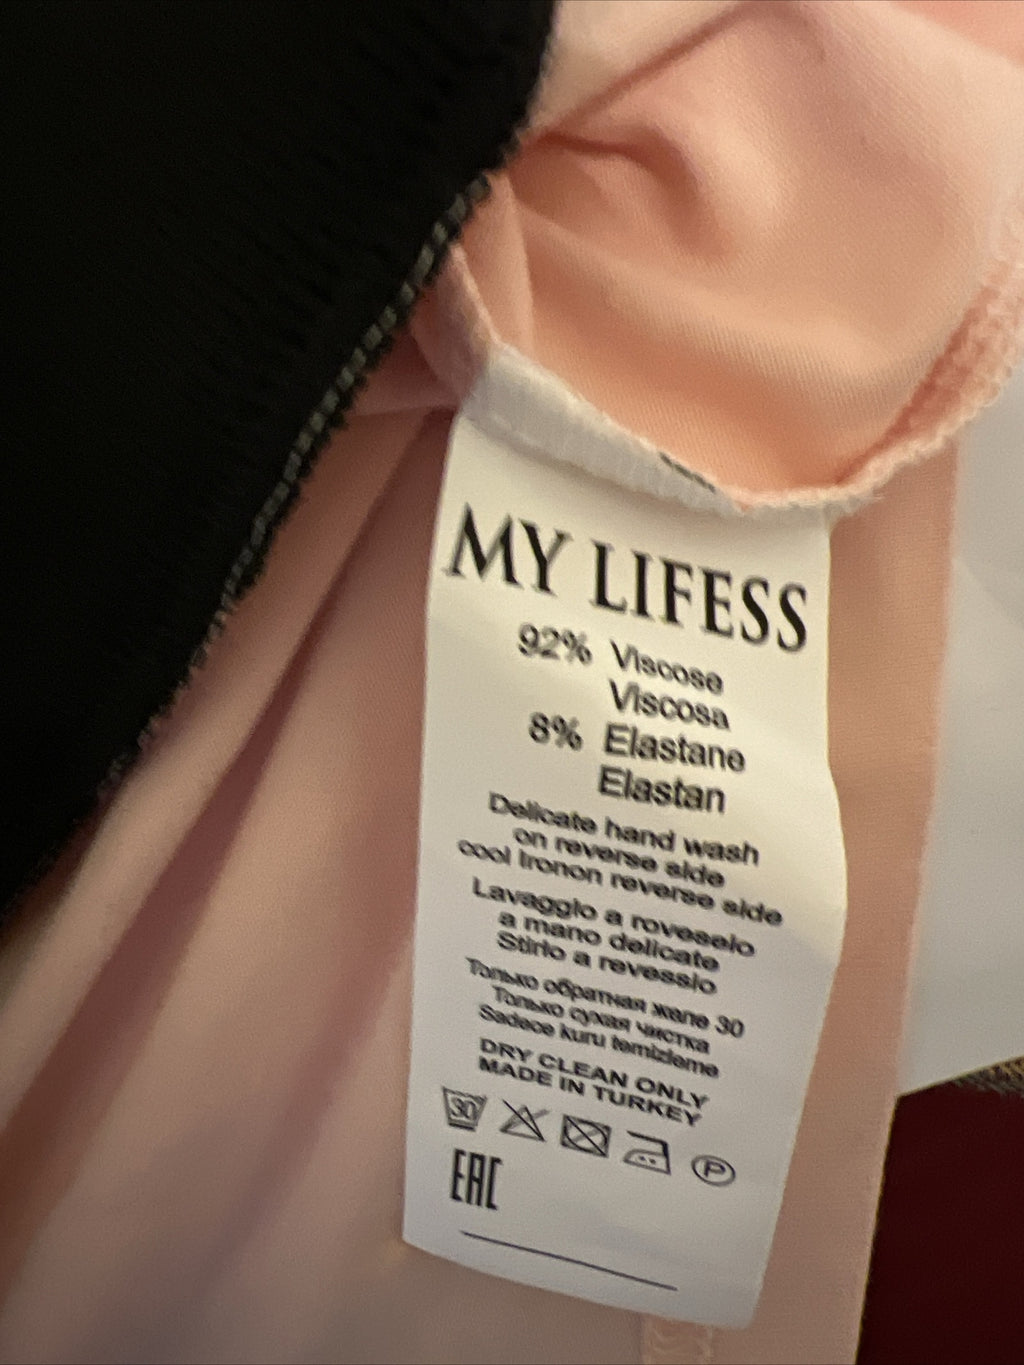 MY LIFESS
92% Viscose
Viscosa
8% Elastane
Elastan
Delicate hand wash
on reverse side
cool Ironon reverse side
Lavagglo a roveselo
a mano delicate
Stirlo a revessio
Только обратная желе 30
Только сухая чистка
Sadece kuru temizleme
DRY CLEAN ONLY
MADE IN TURKEY
30
P
EAC